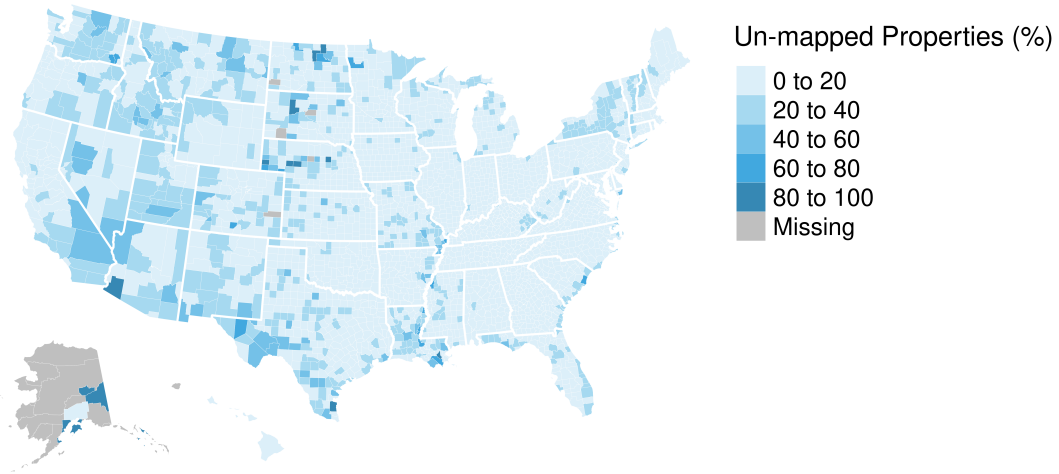 Un-mapped Properties (%)
0 to 20
20 to 40
40 to 60
60 to 80
80 to 100
Missing